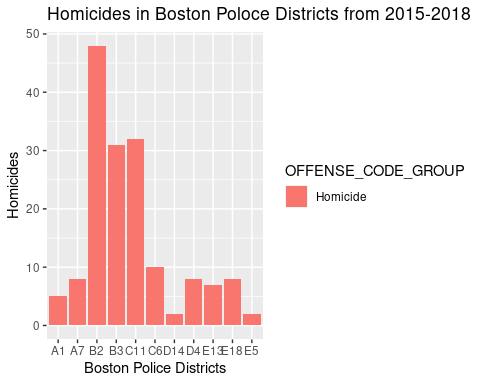 Homicides in Boston Poloce Districts from 2015-2018
50
40
30
20
10
0
Homicides
A1 A7 B2 B3 C11 C6 D14 D4 E13 E18 E5
Boston Police Districts
OFFENSE_CODE_GROUP
Homicide